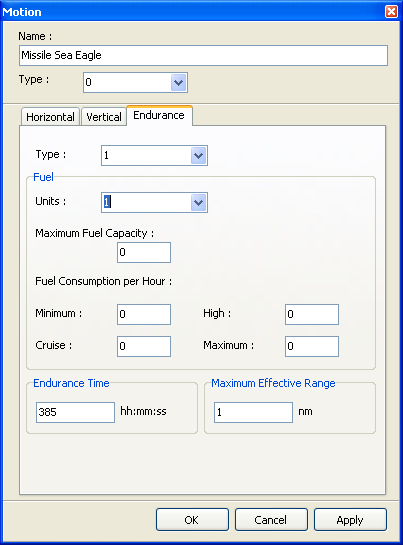 Motion
Name :
Missile Sea Eagle
Type : 0
Horizontal Vertical Endurance
Type : 1
Fuel
Units : 1
Maximum Fuel Capacity :
0
Fuel Consumption per Hour :
Minimum : 0 High : 0
Cruise : 0 Maximum : 0
Endurance Time Maximum Effective Range
385 hh:mm:ss 1 nm
OK Cancel Apply